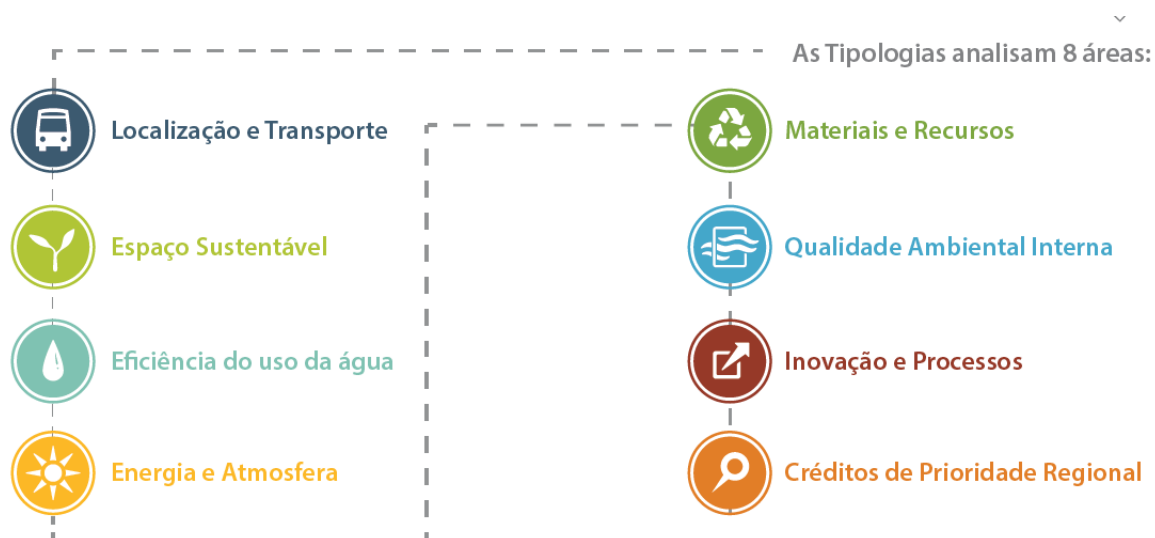 As Tipologias analisam 8 áreas:
Localização e Transporte
Espaço Sustentável
Eficiência do uso da água
Energia e Atmosfera
Materiais e Recursos
Qualidade Ambiental Interna
Inovação e Processos
Créditos de Prioridade Regional